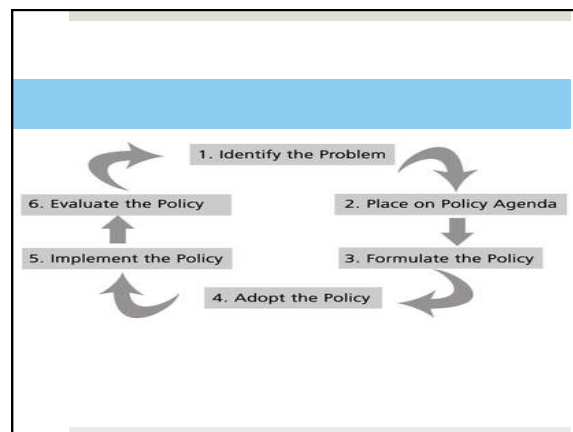 1. Identify the Problem
2. Place on Policy Agenda
3. Formulate the Policy
4. Adopt the Policy
5. Implement the Policy
6. Evaluate the Policy